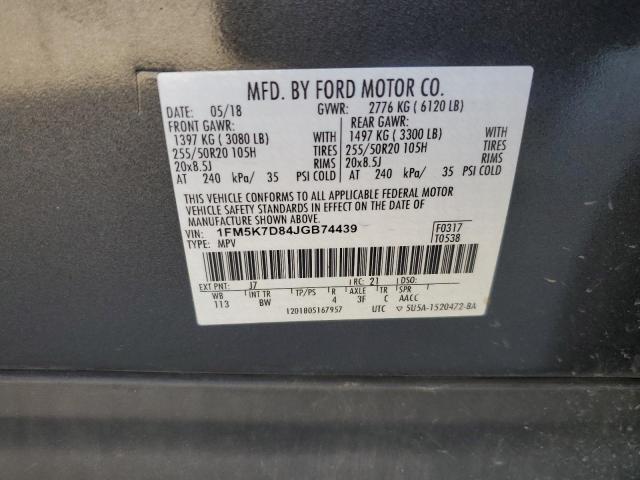 MFD. BY FORD MOTOR CO.
DATE: 05/18 GVWR: 2776 KG ( 6120 LB)
FRONT GAWR: REAR GAWR:
1397 KG ( 3080 LB) WITH 1497 KG ( 3300 LB) WITH
255/50R20 105H TIRES 255/50R20 105H TIRES
20x8.5J RIMS 20x8.5J RIMS
AT 240 kPa/ 35 PSI COLD AT 240 kPa/ 35 PSI COLD
THIS VEHICLE CONFORMS TO ALL APPLICABLE FEDERAL MOTOR
VEHICLE SAFETY STANDARDS IN EFFECT ON THE DATE OF
MANUFACTURE SHOWN ABOVE.
VIN: 1FM5K7D84JGB74439 F0317
TYPE: MPV T0538
EXT PNT: J7 RC: 21 DSO:
WB INT TR TP/PS R AXLE TR SPR
113 BW 4 3F C AACC
1201805167957 UTC ▽ 5U5A-1520472-BA